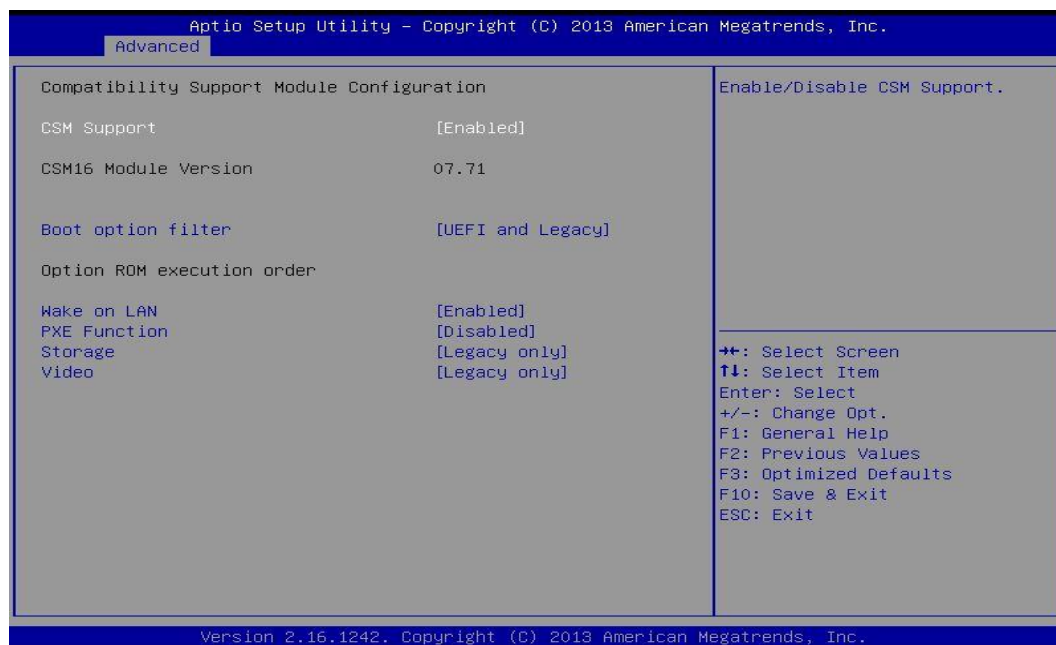 Aptio Setup Utility – Copyright (C) 2013 American Megatrends, Inc.
Advanced
Compatibility Support Module Configuration
CSM Support [Enabled]
CSM16 Module Version 07.71
Boot option filter [UEFI and Legacy]
Option ROM execution order
Wake on LAN [Enabled]
PXE Function [Disabled]
Storage [Legacy only]
Video [Legacy only]
Enable/Disable CSM Support.
→←: Select Screen
↑↓: Select Item
Enter: Select
+/-: Change Opt.
F1: General Help
F2: Previous Values
F3: Optimized Defaults
F10: Save & Exit
ESC: Exit
Version 2.16.1242. Copyright (C) 2013 American Megatrends, Inc.